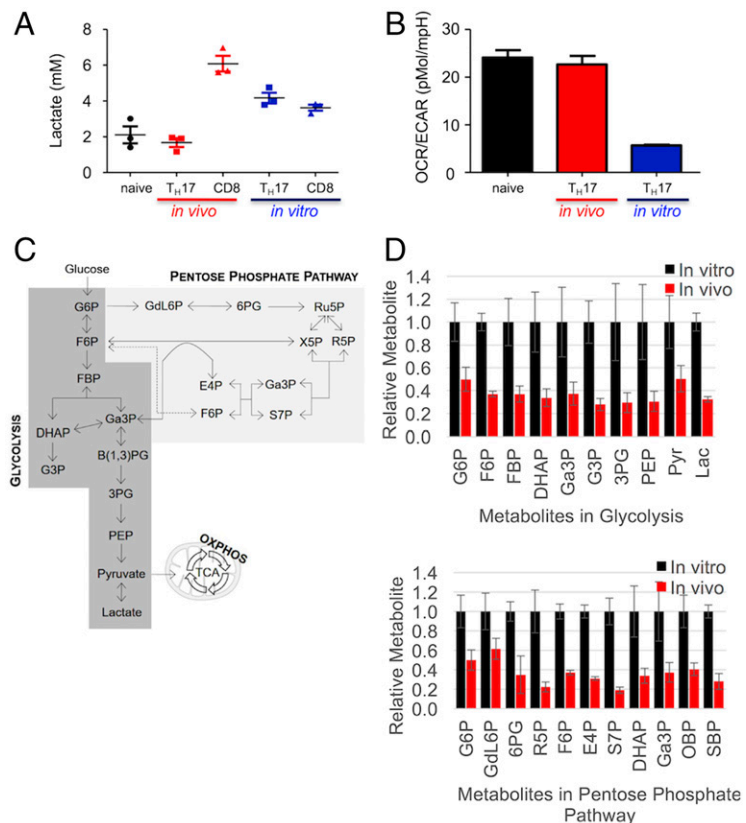 A
Lactate (mM)
8
6
4
2
0
naive
TH17
CD8
TH17
CD8
in vivo
in vitro
B
OCR/ECAR (pMol/mpH)
30
20
10
0
naive
TH17
TH17
in vivo
in vitro
C
Glucose
PENTOSE PHOSPHATE PATHWAY
G6P
GdL6P
6PG
Ru5P
F6P
X5P
R5P
FBP
E4P
Ga3P
F6P
S7P
DHAP
Ga3P
G3P
B(1,3)PG
3PG
PEP
Pyruvate
Lactate
GLYCOLYSIS
OXPHOS
TCA
D
In vitro
In vivo
Relative Metabolite
1.4
1.2
1.0
0.8
0.6
0.4
0.2
0.0
G6P
F6P
FBP
DHAP
Ga3P
G3P
3PG
PEP
Pyr
Lac
Metabolites in Glycolysis
In vitro
In vivo
Relative Metabolite
1.4
1.2
1.0
0.8
0.6
0.4
0.2
0.0
G6P
GdL6P
6PG
R5P
F6P
E4P
S7P
DHAP
Ga3P
OBP
SBP
Metabolites in Pentose Phosphate
Pathway